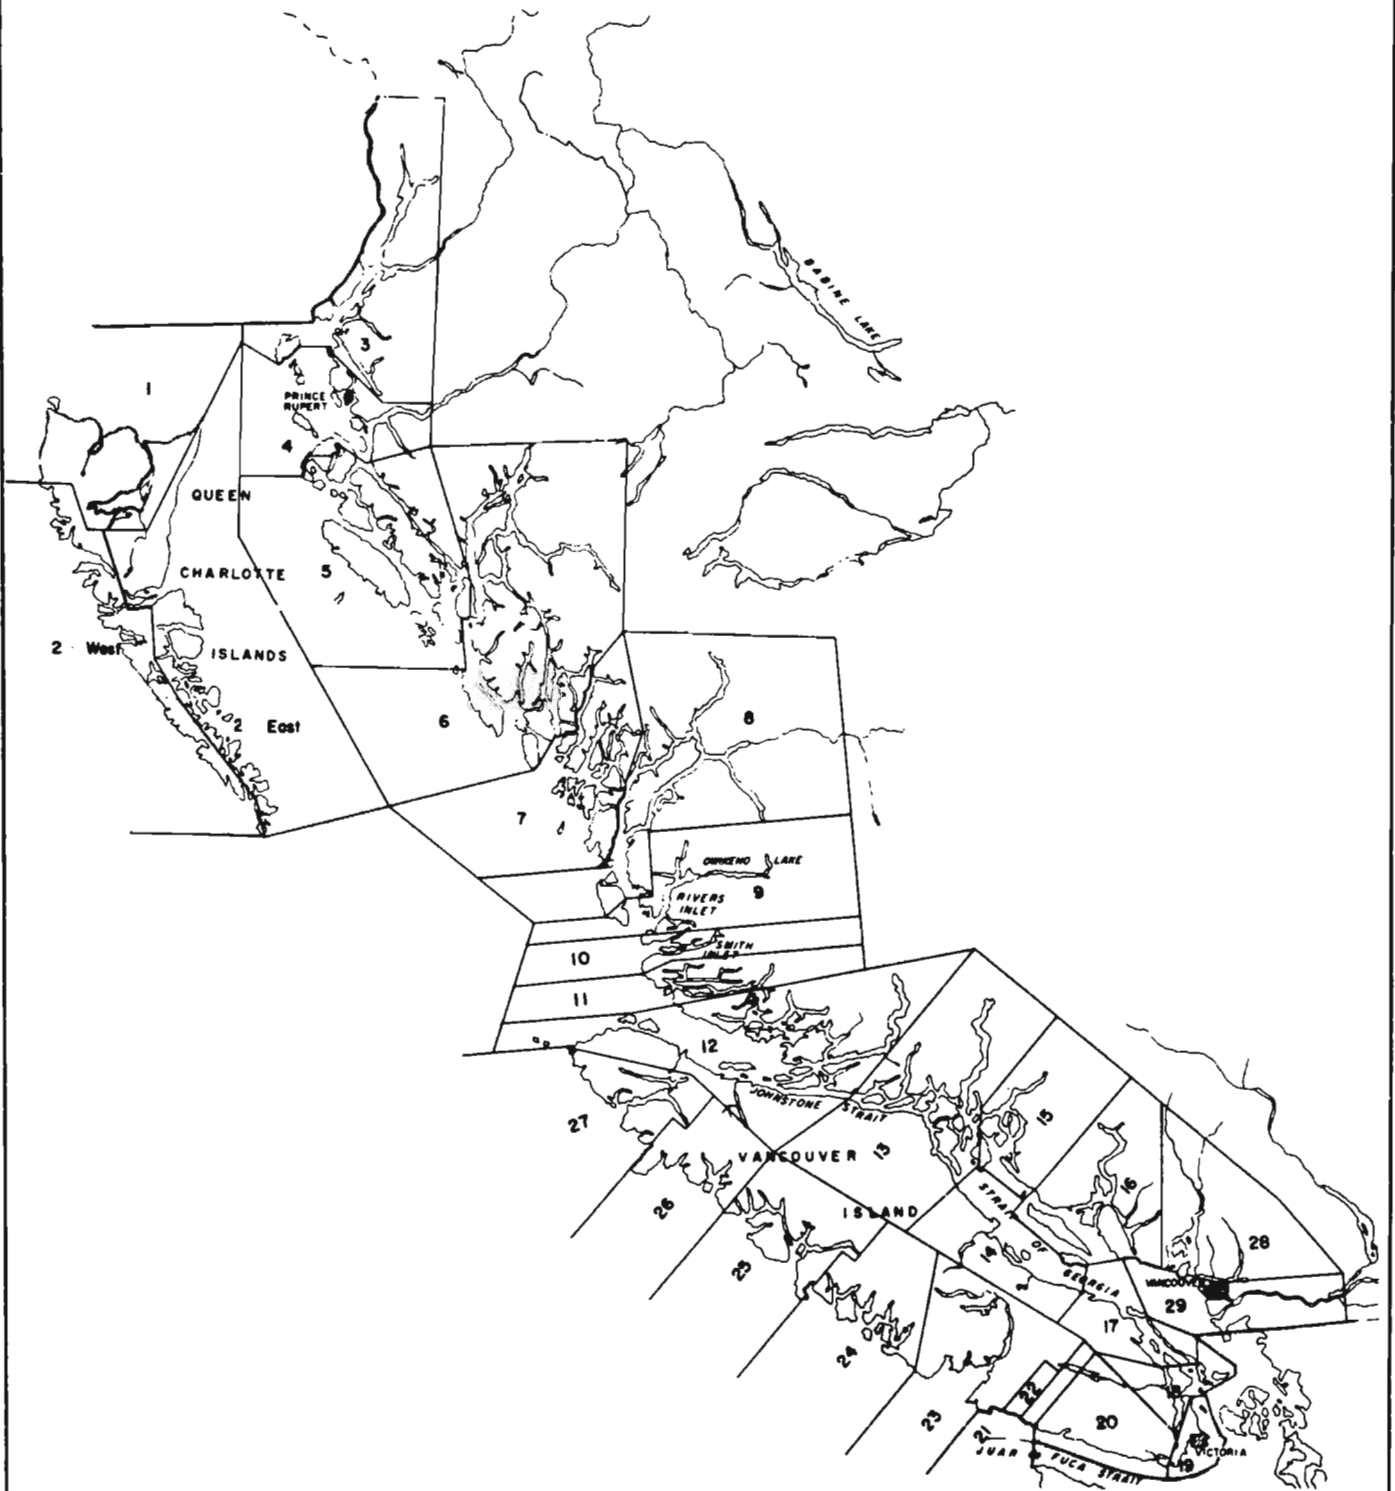 BABINE LAKE
3
1
PRINCE
RUPERT
4
QUEEN
CHARLOTTE
5
2 West
ISLANDS
6
8
2 East
7
OWIKENO LAKE
9
RIVERS
INLET
SMITH
INLET
10
11
12
JOHNSTONE STRAIT
15
27
13
VANCOUVER
16
26
ISLAND
STRAIT OF GEORGIA
28
14
25
VANCOUVER
29
17
24
18
22
20
23
21
VICTORIA
19
JUAN DE FUCA STRAIT